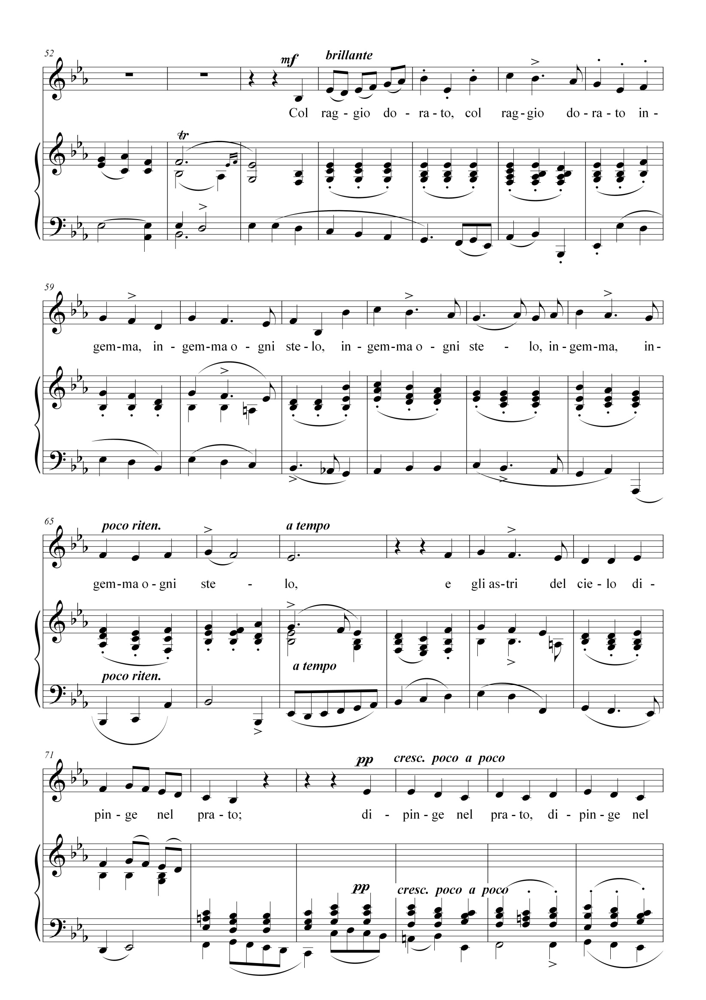 52
mf
brillante
Col rag - gio do - ra - to, col rag - gio do - ra - to in -
tr
59
gem - ma, in - gem - ma o - gni ste - lo, in - gem - ma o - gni ste - lo, in - gem - ma, in -
65
poco riten.
a tempo
gem - ma o - gni ste - lo, e gli as - tri del cie - lo di -
a tempo
poco riten.
71
pp
cresc. poco a poco
pin - ge nel pra - to; di - pin - ge nel pra - to, di - pin - ge nel
pp
cresc. poco a poco